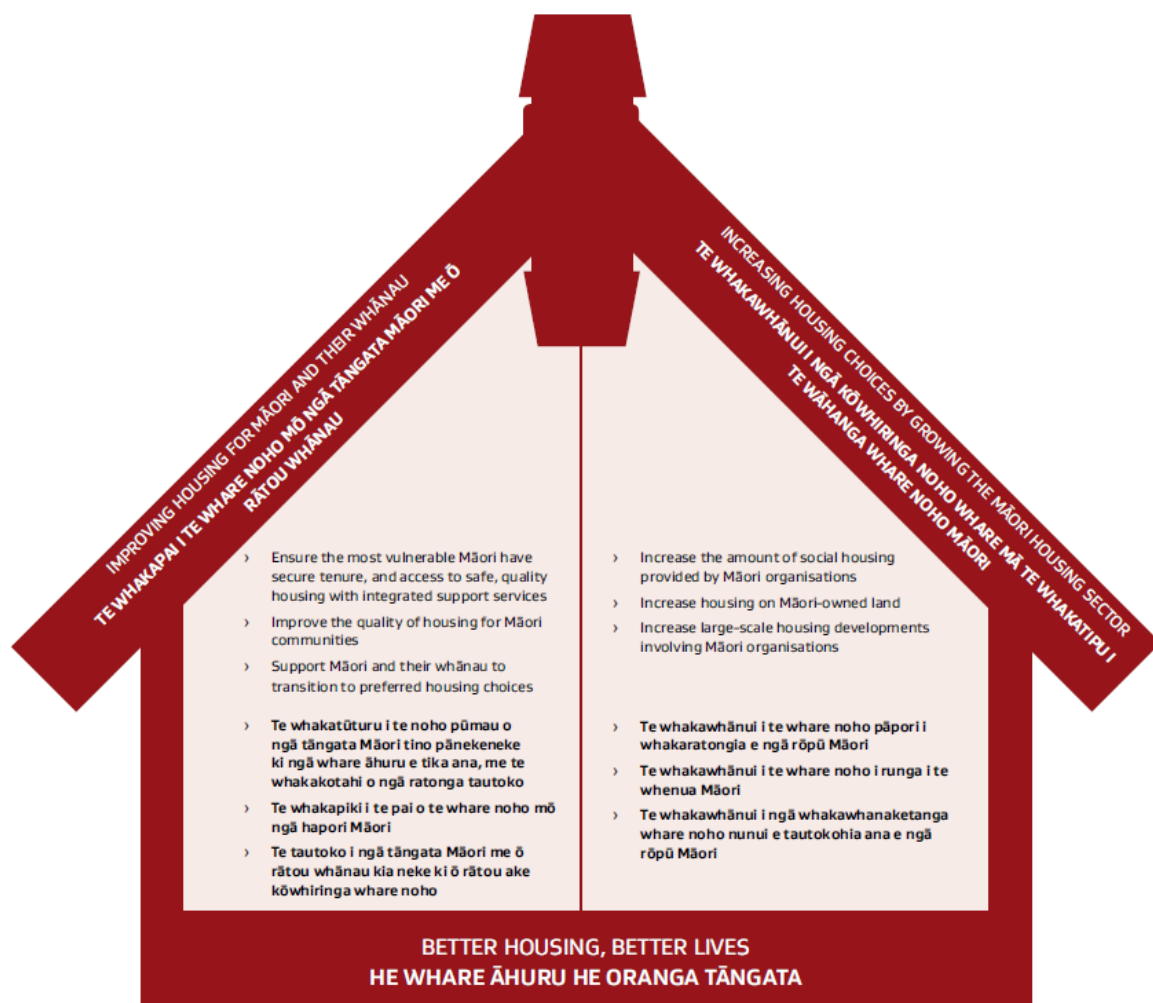 IMPROVING HOUSING FOR MĀORI AND THEIR WHĀNAU
TE WHAKAPAI I TE WHARE NOHO MŌ NGĀ TĀNGATA MĀORI ME Ō
RĀTOU WHĀNAU
INCREASING HOUSING CHOICES BY GROWING THE MĀORI HOUSING SECTOR
TE WHAKAWHĀNUI I NGĀ KŌWHIRINGA NOHO WHARE MĀ TE WHAKATIPU I
TE WĀHANGA WHARE NOHO MĀORI
› Ensure the most vulnerable Māori have
secure tenure, and access to safe, quality
housing with integrated support services
› Improve the quality of housing for Māori
communities
› Support Māori and their whānau to
transition to preferred housing choices
› Te whakatūturu i te noho pūmau o
ngā tāngata Māori tino pānekeneke
ki ngā whare āhuru e tika ana, me te
whakakotahi o ngā ratonga tautoko
› Te whakapiki i te pai o te whare noho mō
ngā hapori Māori
› Te tautoko i ngā tāngata Māori me ō
rātou whānau kia neke ki ō rātou ake
kōwhiringa whare noho
› Increase the amount of social housing
provided by Māori organisations
› Increase housing on Māori-owned land
› Increase large-scale housing developments
involving Māori organisations
› Te whakawhānui i te whare noho pāpori i
whakaratongia e ngā rōpū Māori
› Te whakawhānui i te whare noho i runga i te
whenua Māori
› Te whakawhānui i ngā whakawhanaketanga
whare noho nunui e tautokohia ana e ngā
rōpū Māori
BETTER HOUSING, BETTER LIVES
HE WHARE ĀHURU HE ORANGA TĀNGATA